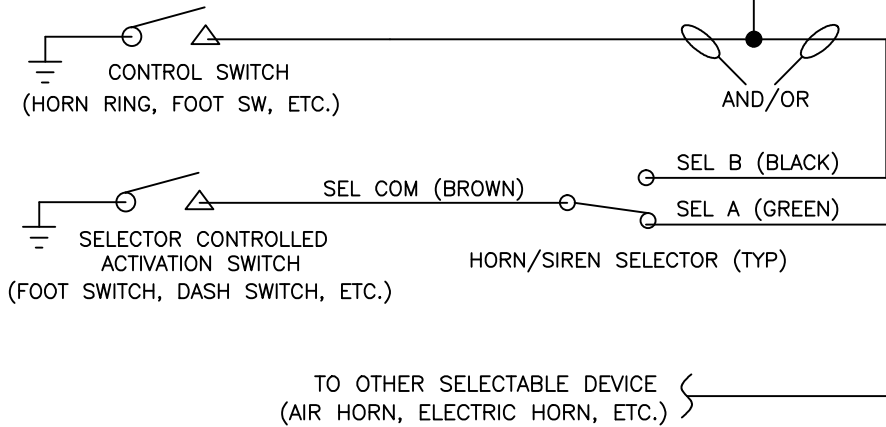 CONTROL SWITCH
(HORN RING, FOOT SW, ETC.)
AND/OR
SEL B (BLACK)
SEL COM (BROWN)
SEL A (GREEN)
SELECTOR CONTROLLED
ACTIVATION SWITCH
(FOOT SWITCH, DASH SWITCH, ETC.)
HORN/SIREN SELECTOR (TYP)
TO OTHER SELECTABLE DEVICE
(AIR HORN, ELECTRIC HORN, ETC.)